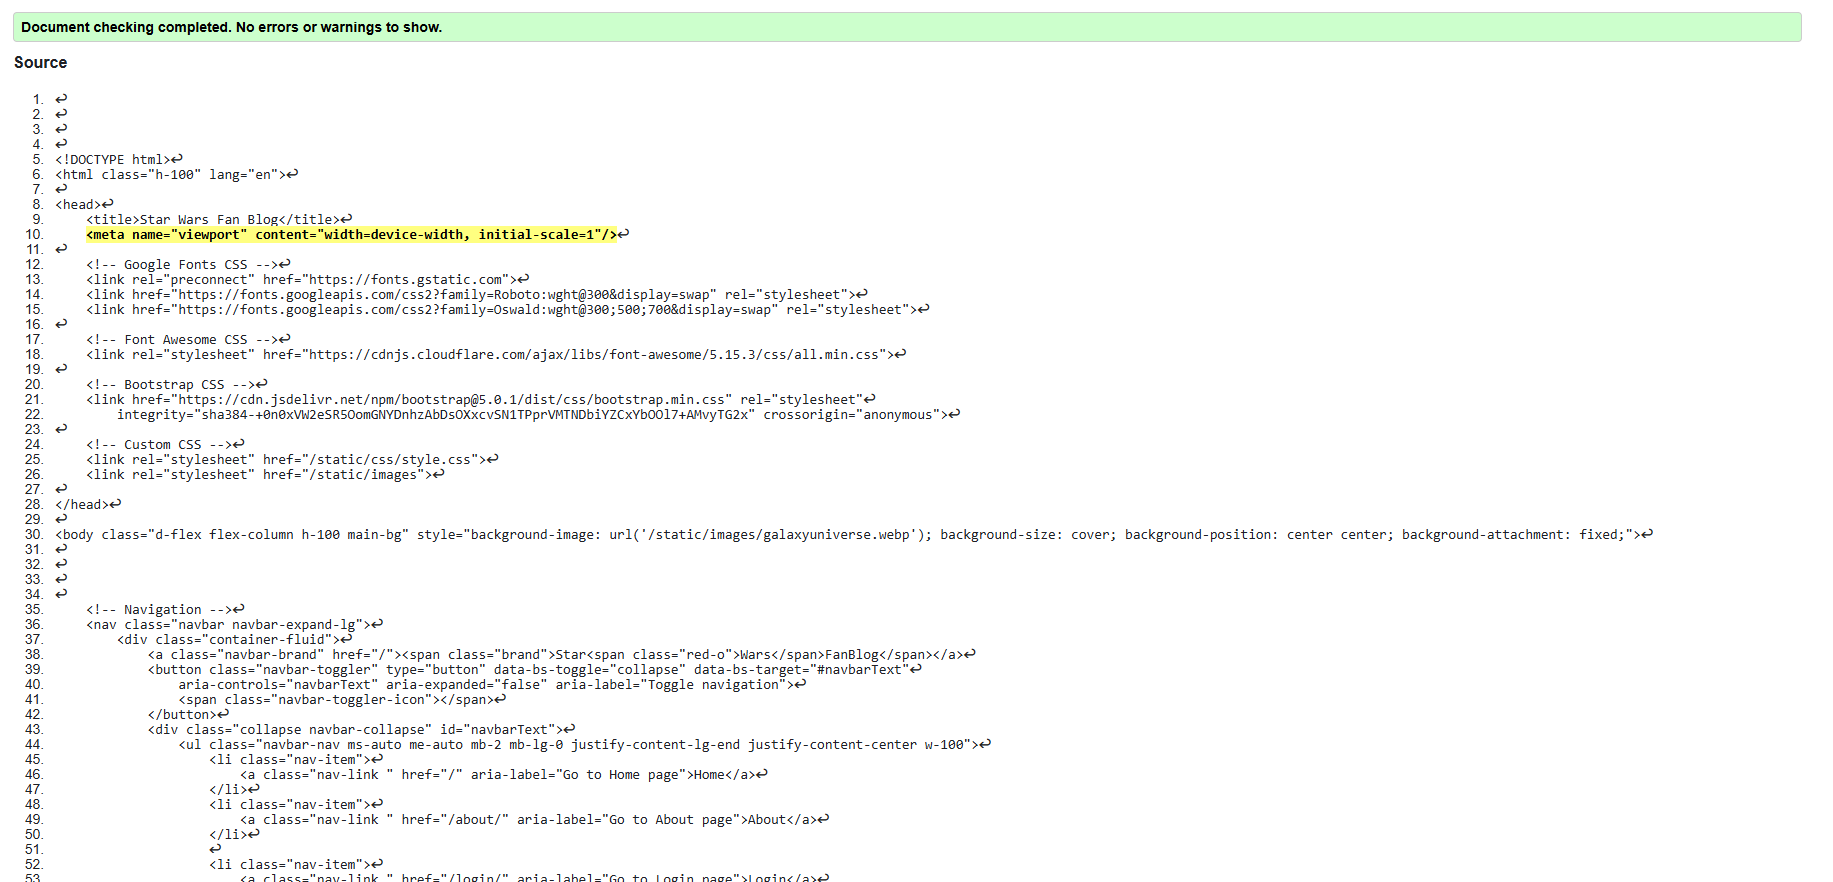 Document checking completed. No errors or warnings to show.
Source
1. ↩
2. ↩
3. ↩
4. ↩
5. <!DOCTYPE html>↩
6. <html class="h-100" lang="en">↩
7. ↩
8. <head>↩
9. <title>Star Wars Fan Blog</title>↩
10. <meta name="viewport" content="width=device-width, initial-scale=1"/>↩
11. ↩
12. <!-- Google Fonts CSS -->↩
13. <link rel="preconnect" href="https://fonts.gstatic.com">↩
14. <link href="https://fonts.googleapis.com/css2?family=Roboto:wght@300&display=swap" rel="stylesheet">↩
15. <link href="https://fonts.googleapis.com/css2?family=Oswald:wght@300;500;700&display=swap" rel="stylesheet">↩
16. ↩
17. <!-- Font Awesome CSS -->↩
18. <link rel="stylesheet" href="https://cdnjs.cloudflare.com/ajax/libs/font-awesome/5.15.3/css/all.min.css">↩
19. ↩
20. <!-- Bootstrap CSS -->↩
21. <link href="https://cdn.jsdelivr.net/npm/bootstrap@5.0.1/dist/css/bootstrap.min.css" rel="stylesheet"↩
22. integrity="sha384-+0n0xVW2eSR5OomGNYDnhzAbDsOXxcvSN1TPprVMTNDbiYZCxYbOOl7+AMvyTG2x" crossorigin="anonymous">↩
23. ↩
24. <!-- Custom CSS -->↩
25. <link rel="stylesheet" href="/static/css/style.css">↩
26. <link rel="stylesheet" href="/static/images">↩
27. ↩
28. </head>↩
29. ↩
30. <body class="d-flex flex-column h-100 main-bg" style="background-image: url('/static/images/galaxyuniverse.webp'); background-size: cover; background-position: center center; background-attachment: fixed;">↩
31. ↩
32. ↩
33. ↩
34. ↩
35. <!-- Navigation -->↩
36. <nav class="navbar navbar-expand-lg">↩
37. <div class="container-fluid">↩
38. <a class="navbar-brand" href="/"><span class="brand">Star<span class="red-o">Wars</span>FanBlog</span></a>↩
39. <button class="navbar-toggler" type="button" data-bs-toggle="collapse" data-bs-target="#navbarText"↩
40. aria-controls="navbarText" aria-expanded="false" aria-label="Toggle navigation">↩
41. <span class="navbar-toggler-icon"></span>↩
42. </button>↩
43. <div class="collapse navbar-collapse" id="navbarText">↩
44. <ul class="navbar-nav ms-auto me-auto mb-2 mb-lg-0 justify-content-lg-end justify-content-center w-100">↩
45. <li class="nav-item">↩
46. <a class="nav-link " href="/" aria-label="Go to Home page">Home</a>↩
47. </li>↩
48. <li class="nav-item">↩
49. <a class="nav-link " href="/about/" aria-label="Go to About page">About</a>↩
50. </li>↩
51. ↩
52. <li class="nav-item">↩
53. <a class="nav-link " href="/login/" aria-label="Go to Login page">Login</a>↩